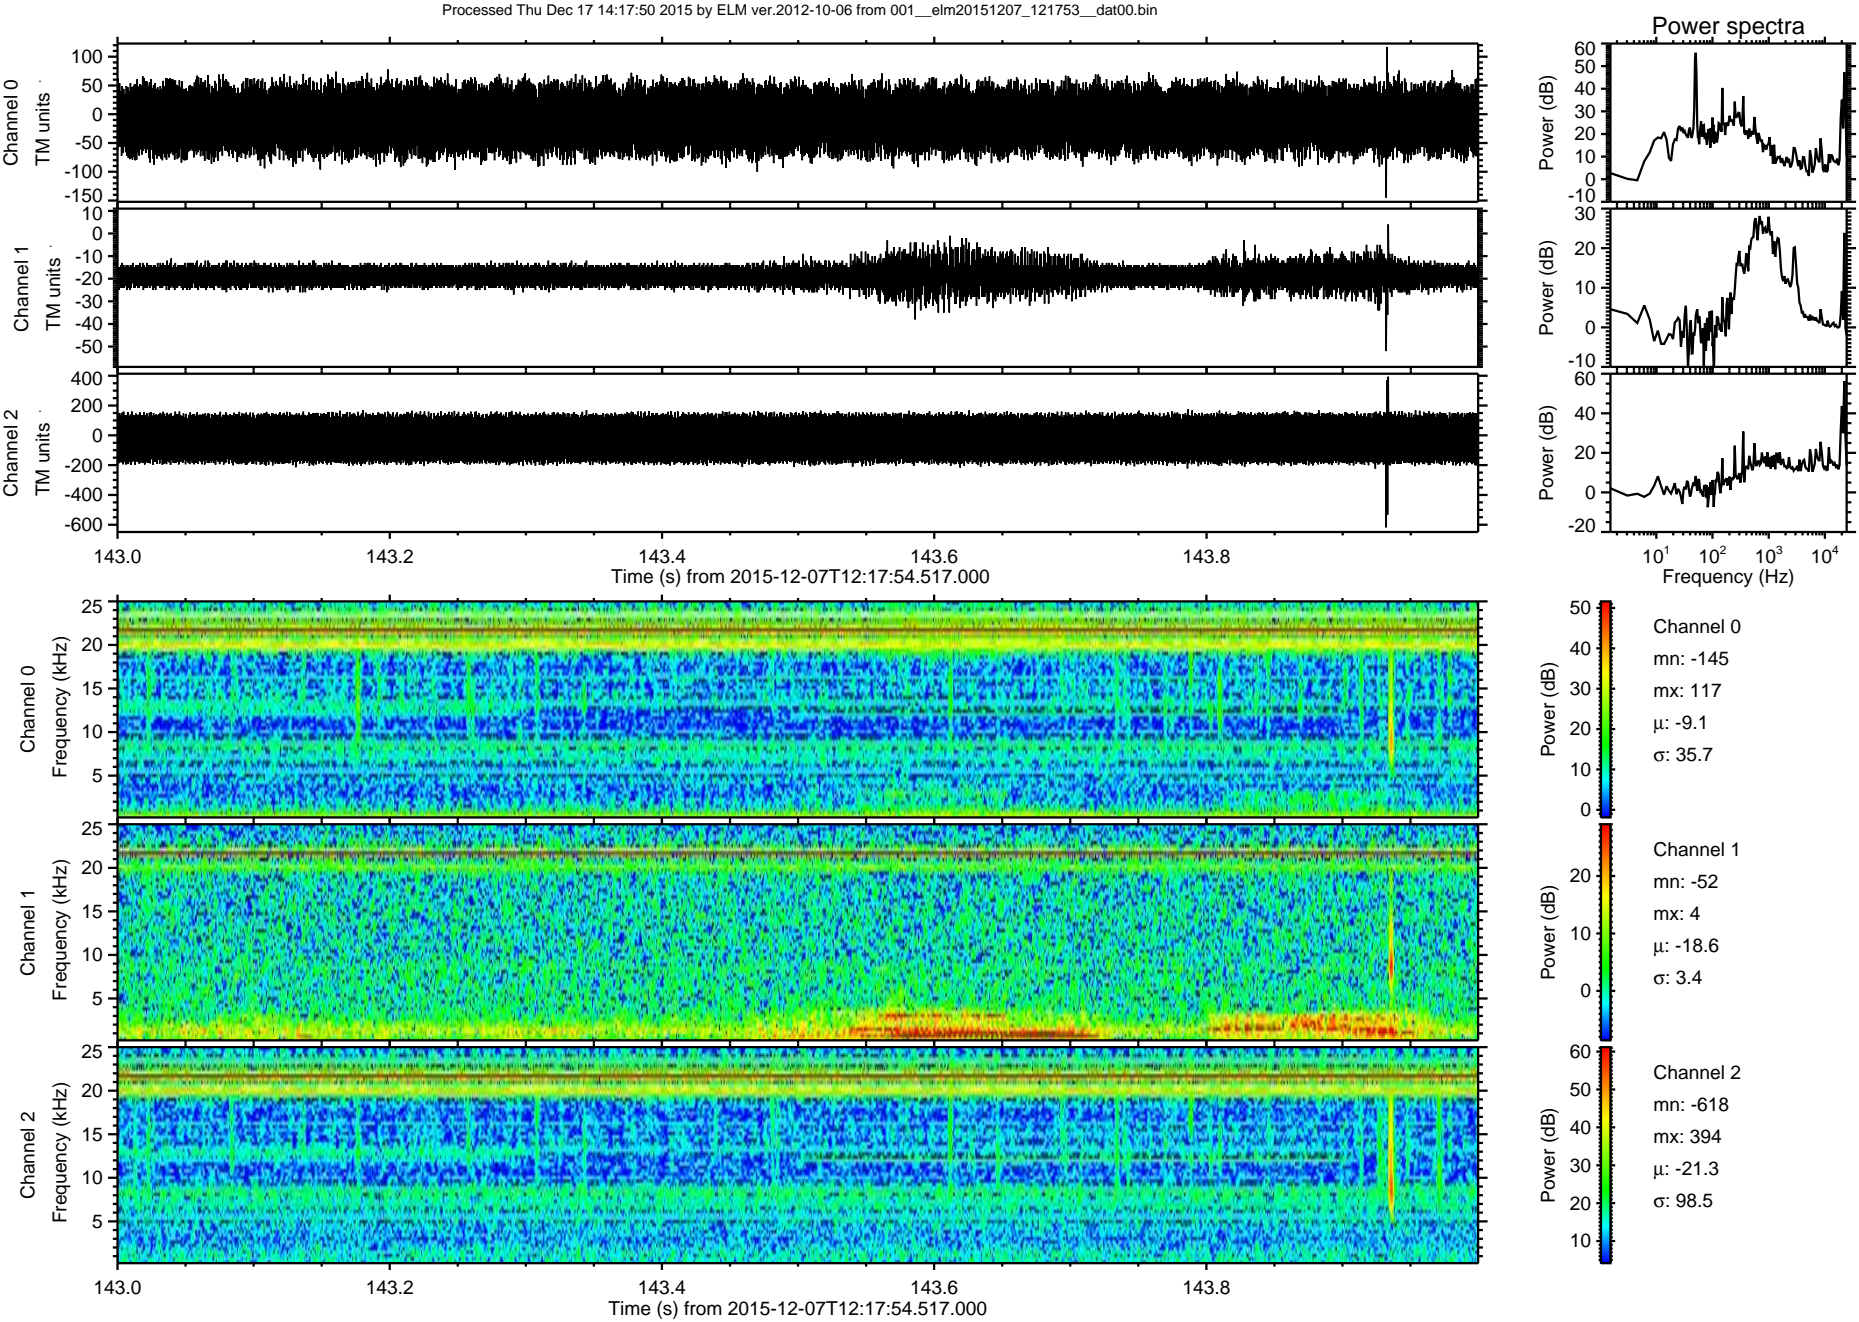 Processed Thu Dec 17 14:17:50 2015 by ELM ver.2012-10-06 from 001__elm20151207_121753__dat00.bin
Power spectra
Channel 0
TM units
100
50
0
-50
-100
-150
Power (dB)
60
50
40
30
20
10
0
-10
Channel 1
TM units
10
0
-10
-20
-30
-40
-50
Power (dB)
30
20
10
0
-10
Channel 2
TM units
400
200
0
-200
-400
-600
Power (dB)
60
40
20
0
-20
143.0 143.2 143.4 143.6 143.8
Time (s) from 2015-12-07T12:17:54.517.000
10¹ 10² 10³ 10⁴
Frequency (Hz)
Channel 0
Frequency (kHz)
25
20
15
10
5
Power (dB)
50
40
30
20
10
0
Channel 0
mn: -145
mx: 117
µ: -9.1
σ: 35.7
Channel 1
Frequency (kHz)
25
20
15
10
5
Power (dB)
20
10
0
Channel 1
mn: -52
mx: 4
µ: -18.6
σ: 3.4
Channel 2
Frequency (kHz)
25
20
15
10
5
Power (dB)
60
50
40
30
20
10
Channel 2
mn: -618
mx: 394
µ: -21.3
σ: 98.5
143.0 143.2 143.4 143.6 143.8
Time (s) from 2015-12-07T12:17:54.517.000